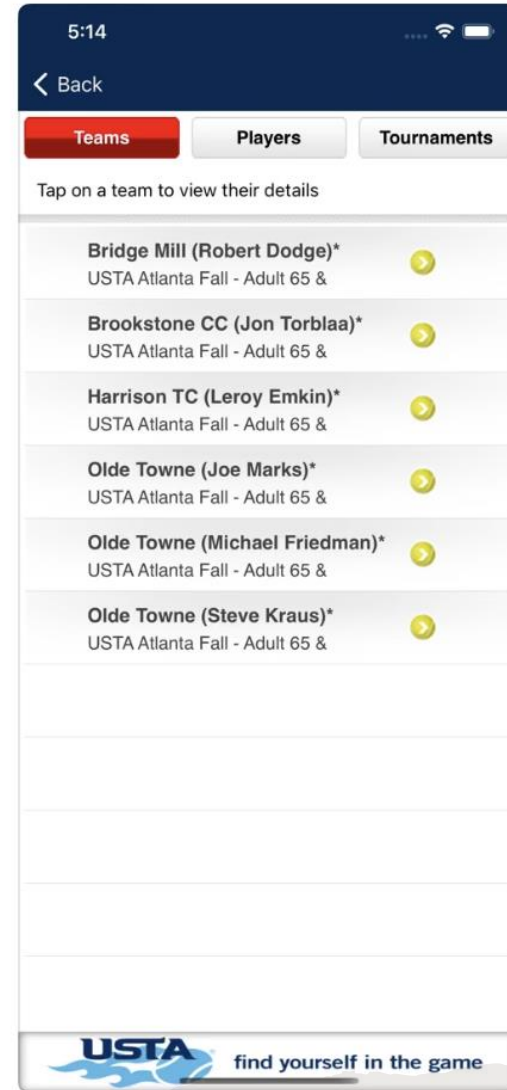 5:14
Back
Teams Players Tournaments
Tap on a team to view their details
Bridge Mill (Robert Dodge)*
USTA Atlanta Fall - Adult 65 &
Brookstone CC (Jon Torblaa)*
USTA Atlanta Fall - Adult 65 &
Harrison TC (Leroy Emkin)*
USTA Atlanta Fall - Adult 65 &
Olde Towne (Joe Marks)*
USTA Atlanta Fall - Adult 65 &
Olde Towne (Michael Friedman)*
USTA Atlanta Fall - Adult 65 &
Olde Towne (Steve Kraus)*
USTA Atlanta Fall - Adult 65 &
USTA find yourself in the game